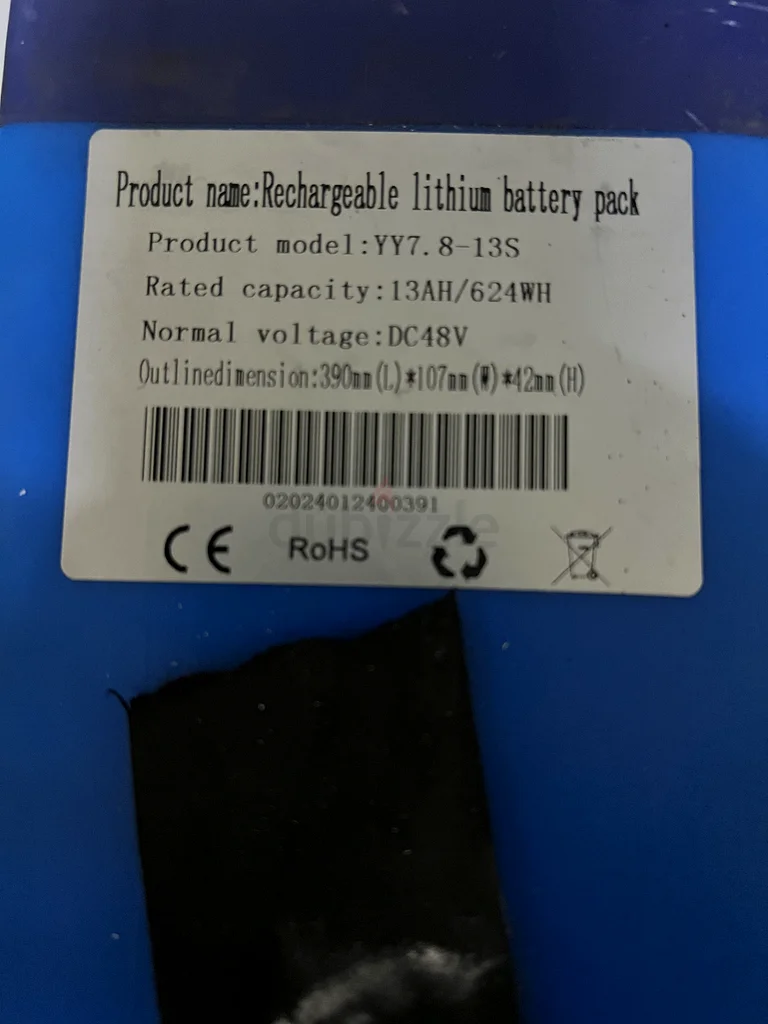 Product name:Rechargeable lithium battery pack
Product model:YY7.8-13S
Rated capacity:13AH/624WH
Normal voltage:DC48V
Outlinedimension:390mm(L)*107mm(W)*42mm(H)
02024012400391
dubizzle
CE RoHS